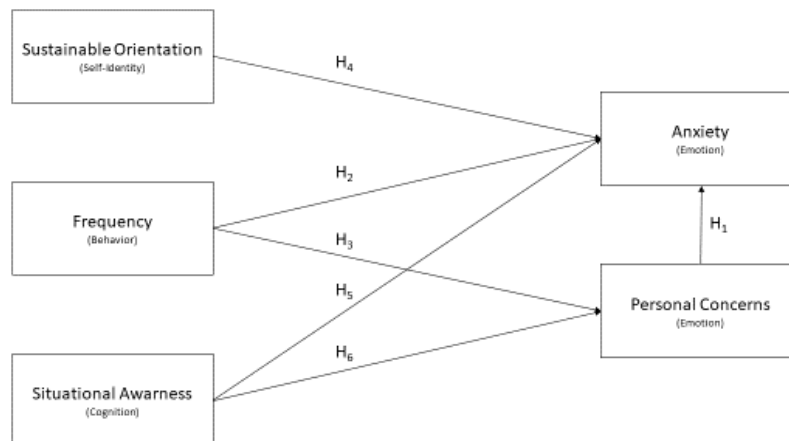 Sustainable Orientation
(Self-Identity)
H4
Anxiety
(Emotion)
H2
Frequency
(Behavior)
H1
H3
H5
Personal Concerns
(Emotion)
H6
Situational Awarness
(Cognition)